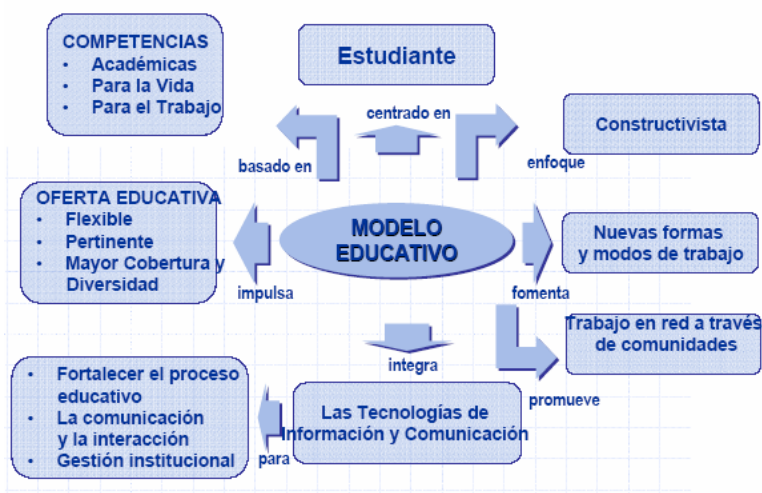 COMPETENCIAS
• Académicas
• Para la Vida
• Para el Trabajo
Estudiante
centrado en
Constructivista
basado en
enfoque
OFERTA EDUCATIVA
• Flexible
• Pertinente
• Mayor Cobertura y
Diversidad
MODELO
EDUCATIVO
Nuevas formas
y modos de trabajo
impulsa
fomenta
Trabajo en red a través
de comunidades
integra
promueve
• Fortalecer el proceso
educativo
• La comunicación
y la interacción
• Gestión institucional
para
Las Tecnologías de
Información y Comunicación